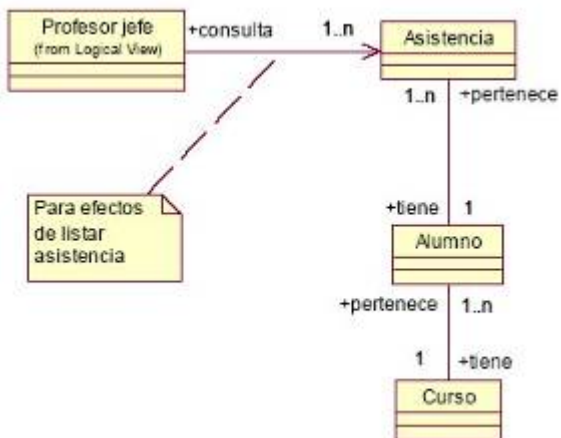 Profesor jefe
(from Logical View)
+consulta
1..n
Asistencia
1..n
+pertenece
Para efectos
de listar
asistencia
+tiene
1
Alumno
+pertenece
1..n
1
+tiene
Curso